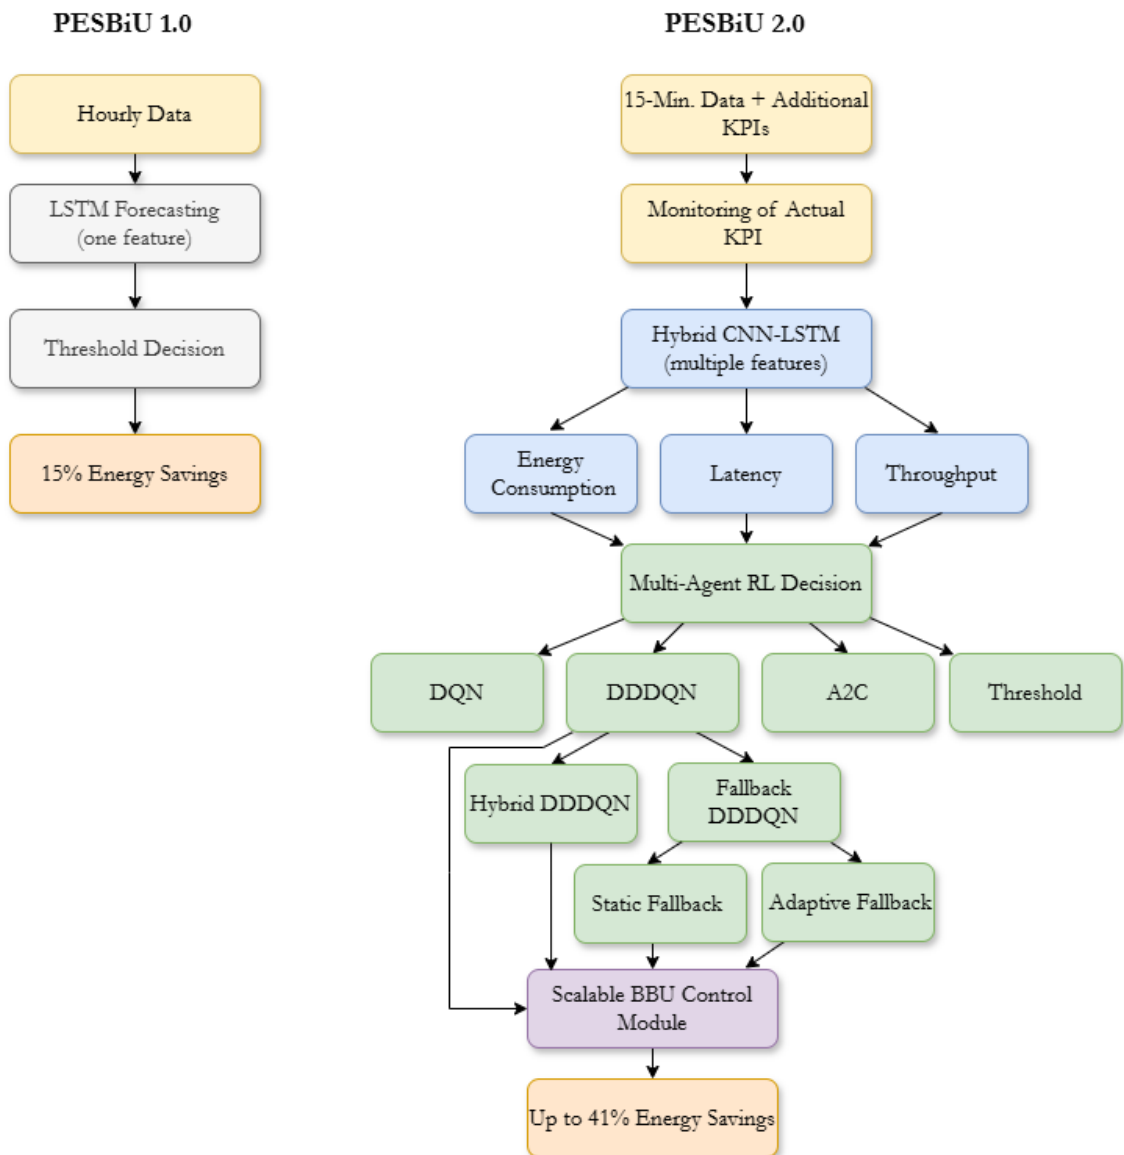 PESBiU 1.0
Hourly Data
LSTM Forecasting
(one feature)
Threshold Decision
15% Energy Savings
PESBiU 2.0
15-Min. Data + Additional
KPIs
Monitoring of Actual
KPI
Hybrid CNN-LSTM
(multiple features)
Energy
Consumption
Latency
Throughput
Multi-Agent RL Decision
DQN
DDDQN
A2C
Threshold
Hybrid DDDQN
Fallback
DDDQN
Static Fallback
Adaptive Fallback
Scalable BBU Control
Module
Up to 41% Energy Savings